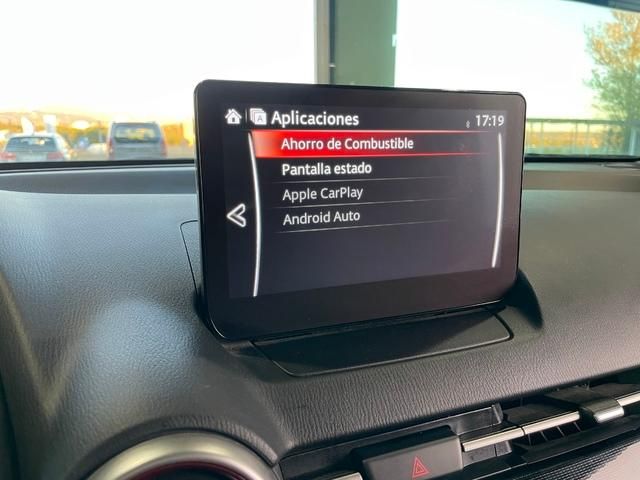 Aplicaciones 17:19
Ahorro de Combustible
Pantalla estado
Apple CarPlay
Android Auto